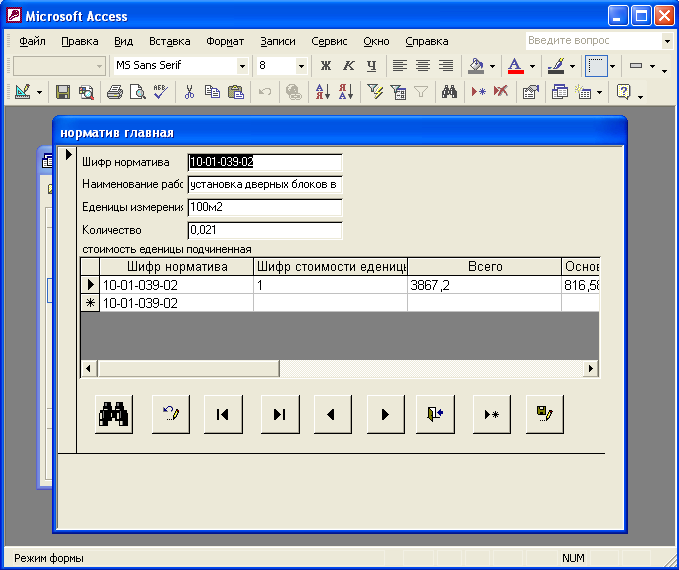 Microsoft Access
Файл Правка Вид Вставка Формат Записи Сервис Окно Справка Введите вопрос
MS Sans Serif 8 Ж К Ч А
норматив главная
Шифр норматива 10-01-039-02
Наименование рабо установка дверных блоков в
Еденицы измерения 100м2
Количество 0,021
стоимость еденицы подчиненная
Шифр норматива Шифр стоимости еденицы Всего Основ
10-01-039-02 1 3867,2 816,58
10-01-039-02
Режим формы NUM